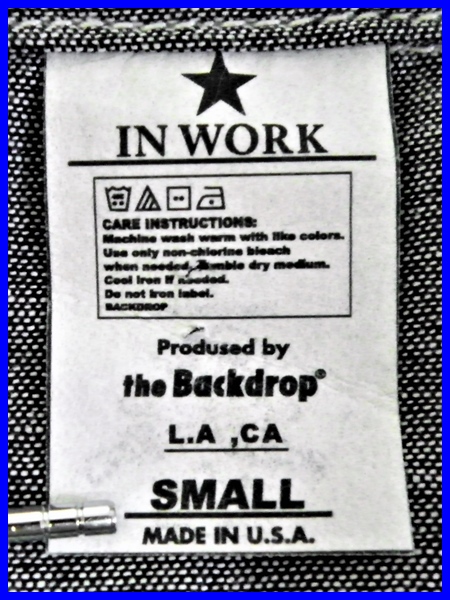 IN WORK
CARE INSTRUCTIONS:
Machine wash warm with like colors.
Use only non-chlorine bleach
when needed, Tumble dry medium.
Cool iron if needed.
Do not iron label.
BACKDROP
Prodused by
the Backdrop®
L.A ,CA
SMALL
MADE IN U.S.A.